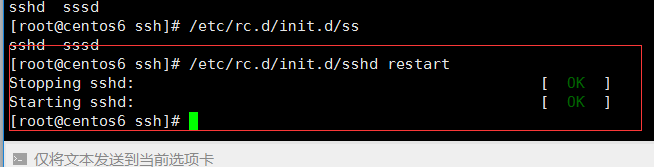 sshd  sssd
[root@centos6 ssh]# /etc/rc.d/init.d/ss
sshd  sssd
[root@centos6 ssh]# /etc/rc.d/init.d/sshd restart
Stopping sshd:                                             [  OK  ]
Starting sshd:                                             [  OK  ]
[root@centos6 ssh]#
仅将文本发送到当前选项卡